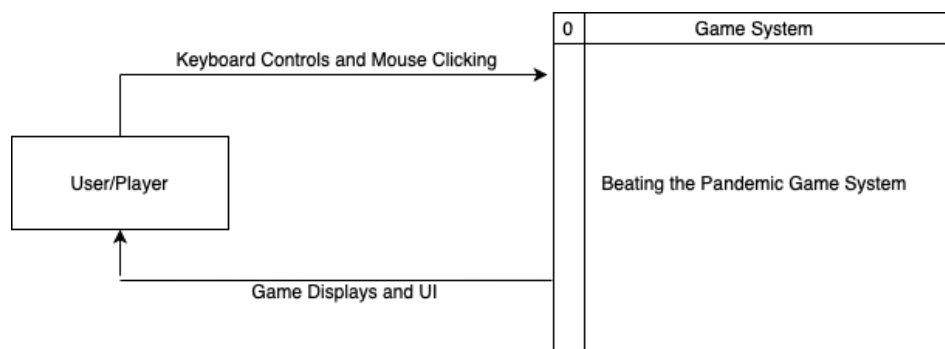 0
Game System
Keyboard Controls and Mouse Clicking
User/Player
Beating the Pandemic Game System
Game Displays and UI